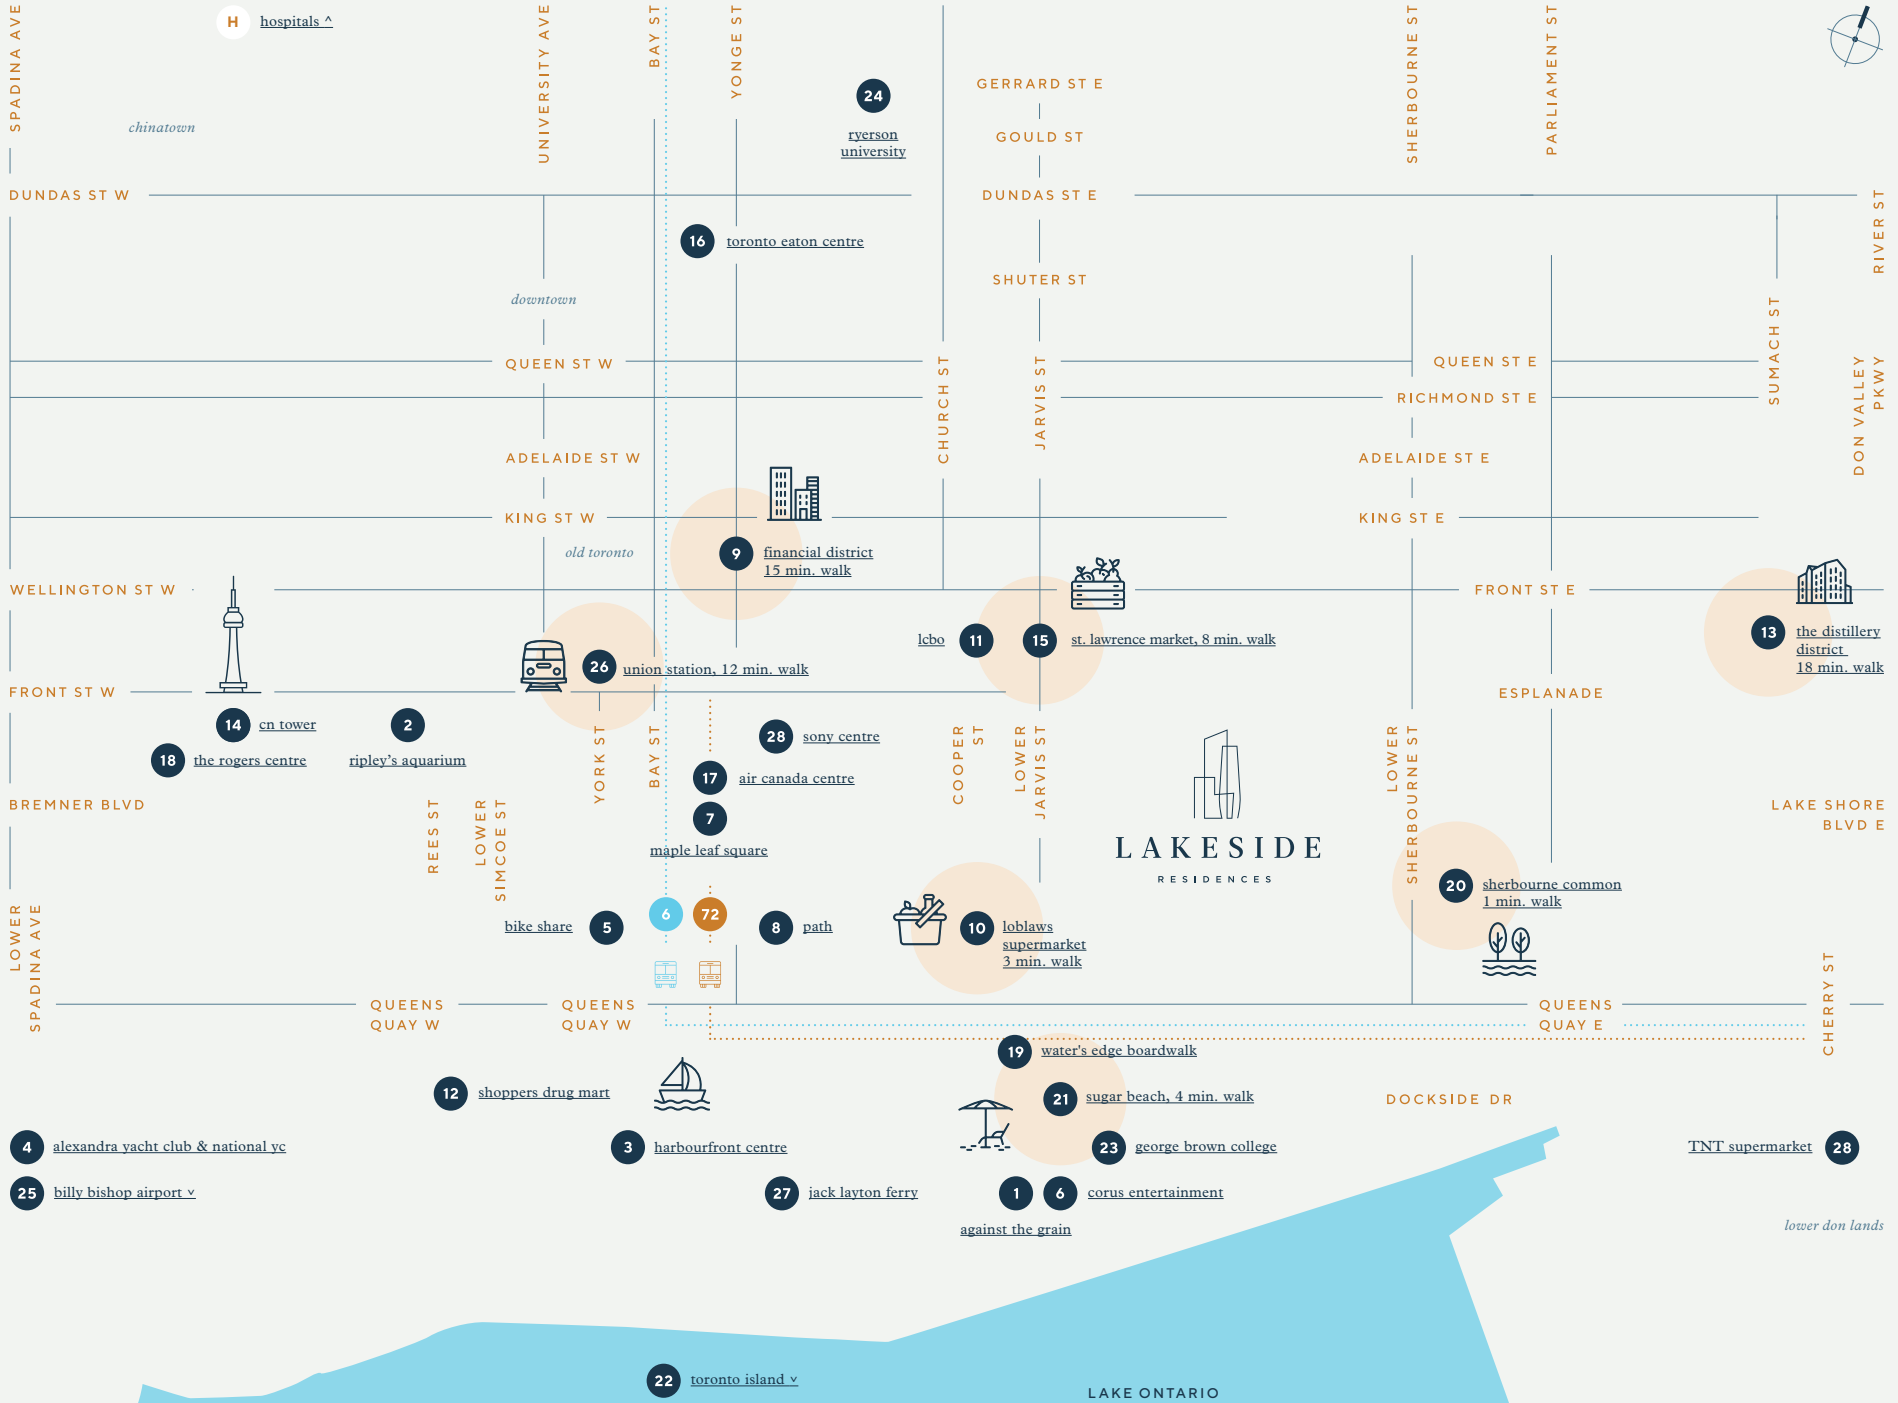 SPADINA AVE
H
hospitals ^
UNIVERSITY AVE
BAY ST
YONGE ST
SHERBOURNE ST
PARLIAMENT ST
24
ryerson
university
GERRARD ST E
GOULD ST
chinatown
DUNDAS ST W
DUNDAS ST E
RIVER ST
16
toronto eaton centre
SHUTER ST
downtown
SUMACH ST
QUEEN ST W
CHURCH ST
JARVIS ST
QUEEN ST E
RICHMOND ST E
DON VALLEY
PKWY
ADELAIDE ST W
ADELAIDE ST E
KING ST W
KING ST E
old toronto
9
financial district
15 min. walk
WELLINGTON ST W
FRONT ST E
lcbo
11
15
st. lawrence market, 8 min. walk
13
the distillery
district
18 min. walk
26
union station, 12 min. walk
FRONT ST W
ESPLANADE
14
cn tower
2
ripley's aquarium
18
the rogers centre
YORK ST
BAY ST
28
sony centre
17
air canada centre
7
maple leaf square
COOPER
ST
LOWER
JARVIS ST
LAKESIDE
RESIDENCES
LOWER
SHERBOURNE ST
BREMNER BLVD
REES ST
LOWER
SIMCOE ST
LAKE SHORE
BLVD E
20
sherbourne common
1 min. walk
bike share
5
6
72
8
path
10
loblaws
supermarket
3 min. walk
LOWER
SPADINA AVE
CHERRY ST
QUEENS
QUAY W
QUEENS
QUAY W
QUEENS
QUAY E
19
water's edge boardwalk
12
shoppers drug mart
21
sugar beach, 4 min. walk
DOCKSIDE DR
4
alexandra yacht club & national yc
3
harbourfront centre
23
george brown college
TNT supermarket
28
25
billy bishop airport v
27
jack layton ferry
1
6
corus entertainment
against the grain
lower don lands
22
toronto island v
LAKE ONTARIO